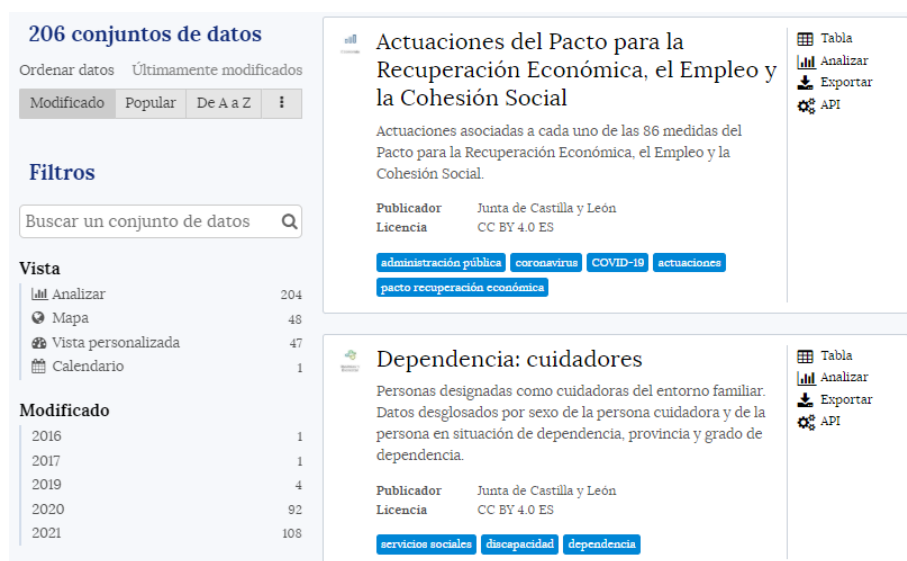 206 conjuntos de datos
Ordenar datos Últimamente modificados
Modificado Popular De A a Z
Filtros
Buscar un conjunto de datos
Vista
Analizar 204
Mapa 48
Vista personalizada 47
Calendario 1
Modificado
2016 1
2017 1
2019 4
2020 92
2021 108
Actuaciones del Pacto para la
Recuperación Económica, el Empleo y
la Cohesión Social
Actuaciones asociadas a cada uno de las 86 medidas del
Pacto para la Recuperación Económica, el Empleo y la
Cohesión Social.
Publicador Junta de Castilla y León
Licencia CC BY 4.0 ES
administración pública coronavirus COVID-19 actuaciones
pacto recuperación económica
Tabla
Analizar
Exportar
API
Dependencia: cuidadores
Personas designadas como cuidadoras del entorno familiar.
Datos desglosados por sexo de la persona cuidadora y de la
persona en situación de dependencia, provincia y grado de
dependencia.
Publicador Junta de Castilla y León
Licencia CC BY 4.0 ES
servicios sociales discapacidad dependencia
Tabla
Analizar
Exportar
API